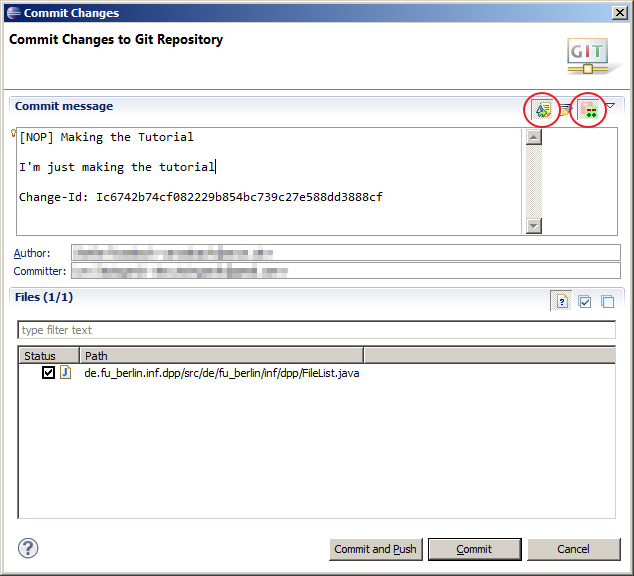 Commit Changes
Commit Changes to Git Repository
GIT
Commit message
[NOP] Making the Tutorial
I'm just making the tutorial
Change-Id: Ic6742b74cf082229b854bc739c27e588dd3888cf
Author:
Committer:
Files (1/1)
type filter text
Status Path
de.fu_berlin.inf.dpp/src/de/fu_berlin/inf/dpp/FileList.java
Commit and Push Commit Cancel